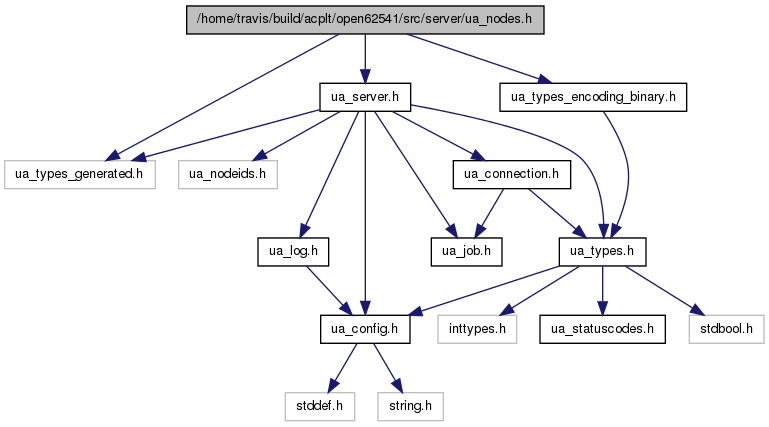 /home/travis/build/acplt/open62541/src/server/ua_nodes.h
ua_server.h
ua_types_encoding_binary.h
ua_types_generated.h
ua_nodeids.h
ua_connection.h
ua_log.h
ua_job.h
ua_types.h
ua_config.h
inttypes.h
ua_statuscodes.h
stdbool.h
stddef.h
string.h